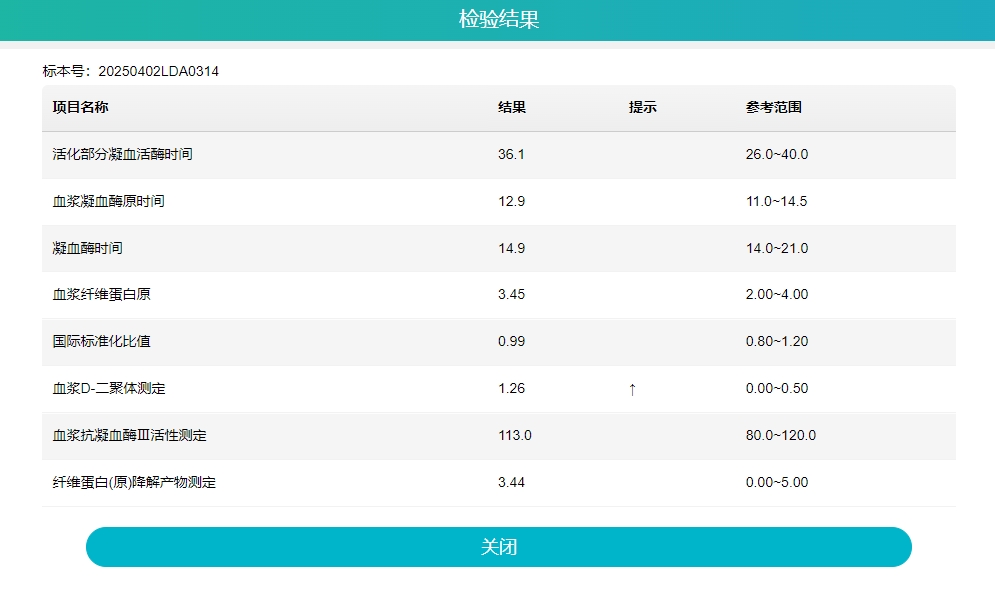 检验结果
标本号：20250402LDA0314
项目名称 结果 提示 参考范围
活化部分凝血活酶时间 36.1 26.0~40.0
血浆凝血酶原时间 12.9 11.0~14.5
凝血酶时间 14.9 14.0~21.0
血浆纤维蛋白原 3.45 2.00~4.00
国际标准化比值 0.99 0.80~1.20
血浆D-二聚体测定 1.26 ↑ 0.00~0.50
血浆抗凝血酶Ⅲ活性测定 113.0 80.0~120.0
纤维蛋白(原)降解产物测定 3.44 0.00~5.00
关闭